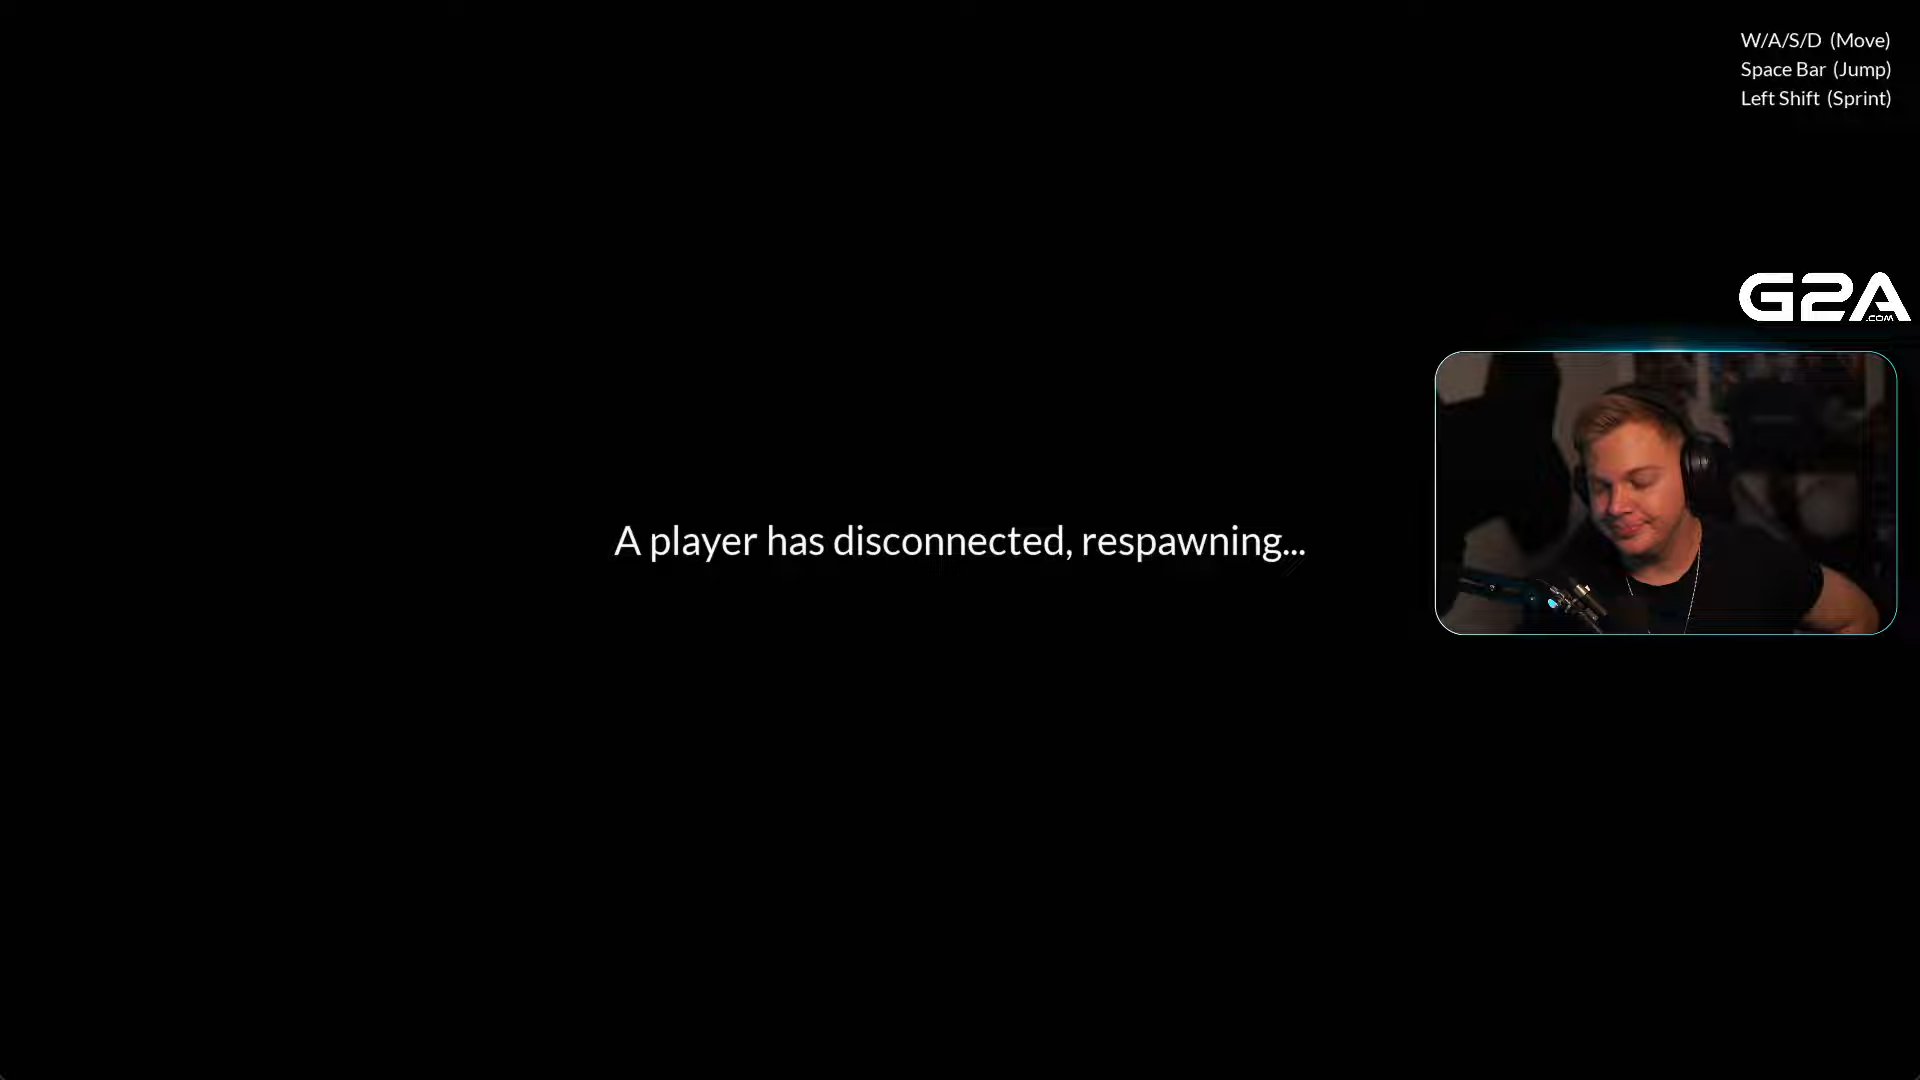 W/A/S/D (Move)
Space Bar (Jump)
Left Shift (Sprint)
G2A
.COM
A player has disconnected, respawning...